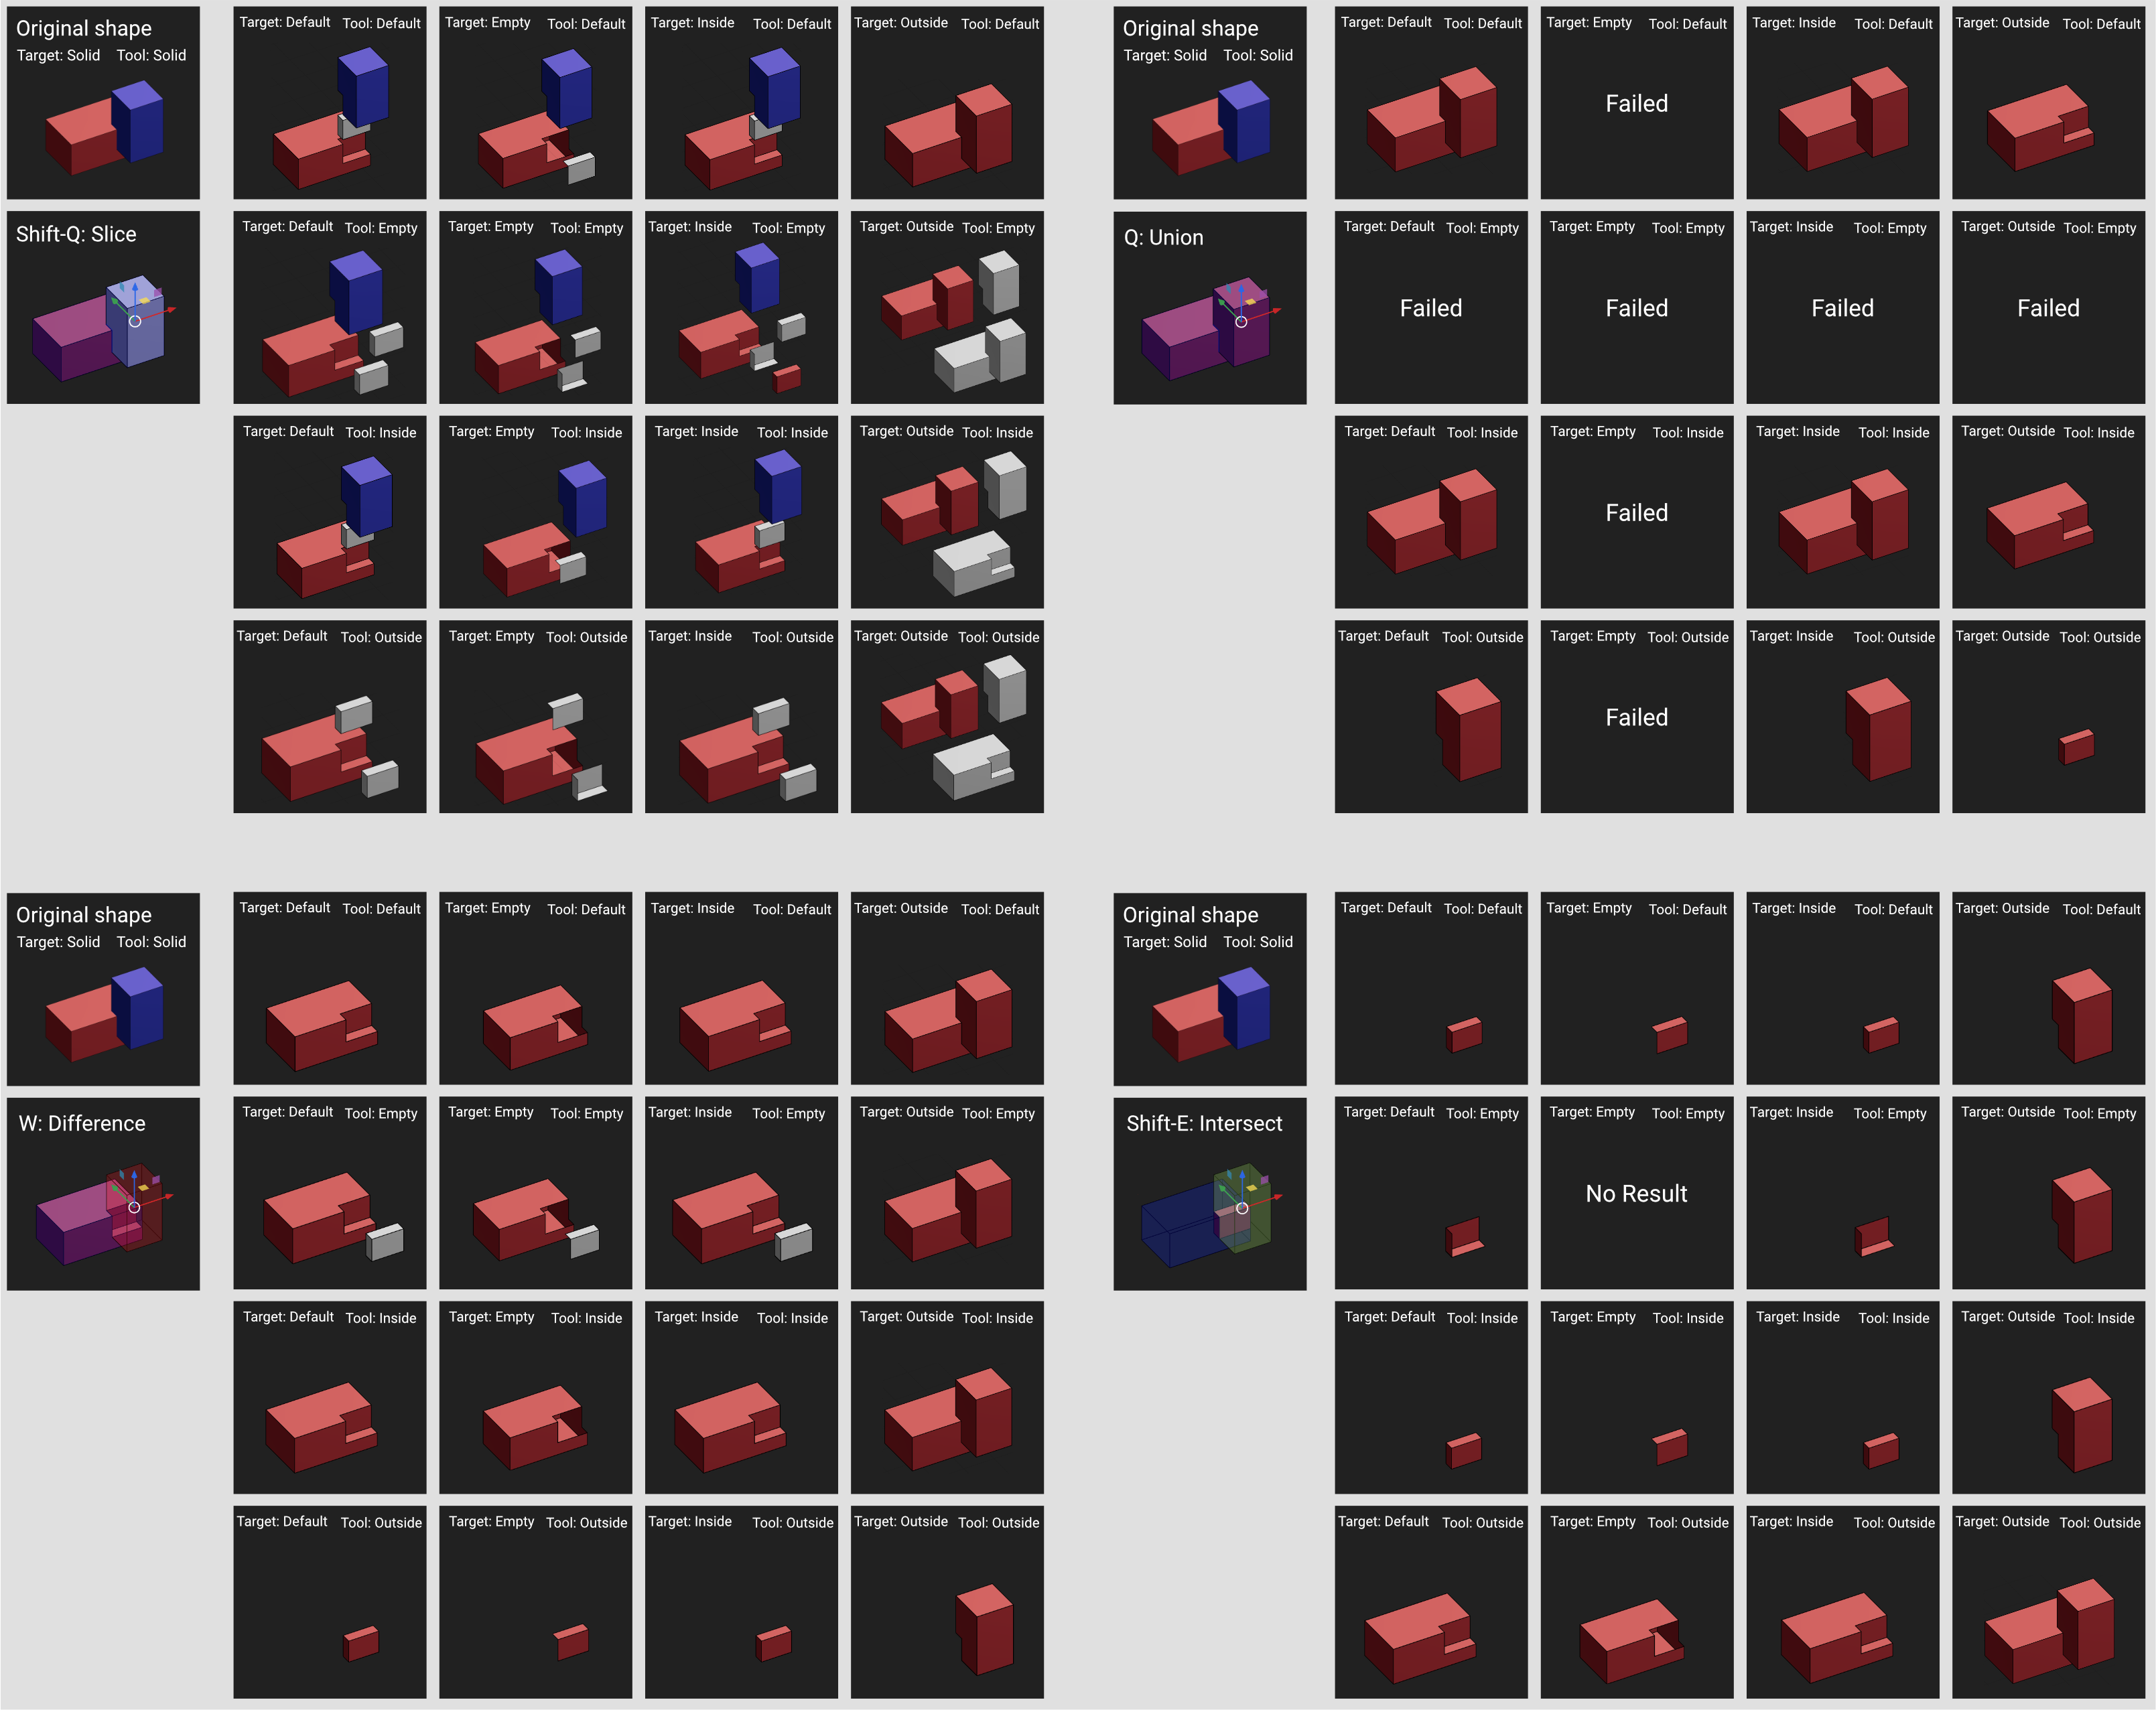 Original shape
Target: Solid Tool: Solid
Target: Default Tool: Default
Target: Empty Tool: Default
Target: Inside Tool: Default
Target: Outside Tool: Default
Shift-Q: Slice
Target: Default Tool: Empty
Target: Empty Tool: Empty
Target: Inside Tool: Empty
Target: Outside Tool: Empty
Target: Default Tool: Inside
Target: Empty Tool: Inside
Target: Inside Tool: Inside
Target: Outside Tool: Inside
Target: Default Tool: Outside
Target: Empty Tool: Outside
Target: Inside Tool: Outside
Target: Outside Tool: Outside
Original shape
Target: Solid Tool: Solid
Target: Default Tool: Default
Target: Empty Tool: Default
Failed
Target: Inside Tool: Default
Target: Outside Tool: Default
Q: Union
Target: Default Tool: Empty
Failed
Target: Empty Tool: Empty
Failed
Target: Inside Tool: Empty
Failed
Target: Outside Tool: Empty
Failed
Target: Default Tool: Inside
Target: Empty Tool: Inside
Failed
Target: Inside Tool: Inside
Target: Outside Tool: Inside
Target: Default Tool: Outside
Target: Empty Tool: Outside
Failed
Target: Inside Tool: Outside
Target: Outside Tool: Outside
Original shape
Target: Solid Tool: Solid
Target: Default Tool: Default
Target: Empty Tool: Default
Target: Inside Tool: Default
Target: Outside Tool: Default
W: Difference
Target: Default Tool: Empty
Target: Empty Tool: Empty
Target: Inside Tool: Empty
Target: Outside Tool: Empty
Target: Default Tool: Inside
Target: Empty Tool: Inside
Target: Inside Tool: Inside
Target: Outside Tool: Inside
Target: Default Tool: Outside
Target: Empty Tool: Outside
Target: Inside Tool: Outside
Target: Outside Tool: Outside
Original shape
Target: Solid Tool: Solid
Target: Default Tool: Default
Target: Empty Tool: Default
Target: Inside Tool: Default
Target: Outside Tool: Default
Shift-E: Intersect
Target: Default Tool: Empty
Target: Empty Tool: Empty
No Result
Target: Inside Tool: Empty
Target: Outside Tool: Empty
Target: Default Tool: Inside
Target: Empty Tool: Inside
Target: Inside Tool: Inside
Target: Outside Tool: Inside
Target: Default Tool: Outside
Target: Empty Tool: Outside
Target: Inside Tool: Outside
Target: Outside Tool: Outside